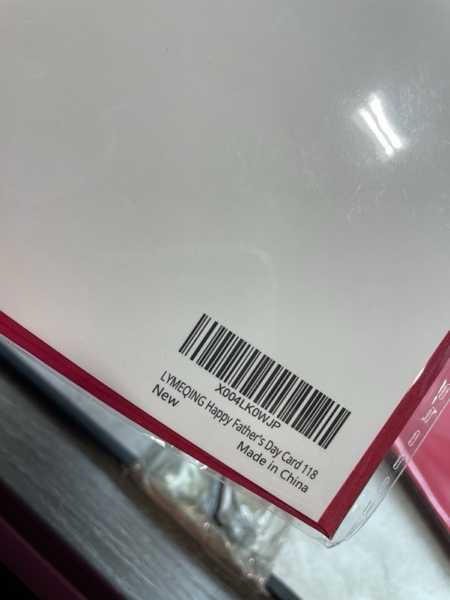 X004LK0WJP
LYMEQING Happy Father's Day Card 118
New
Made in China